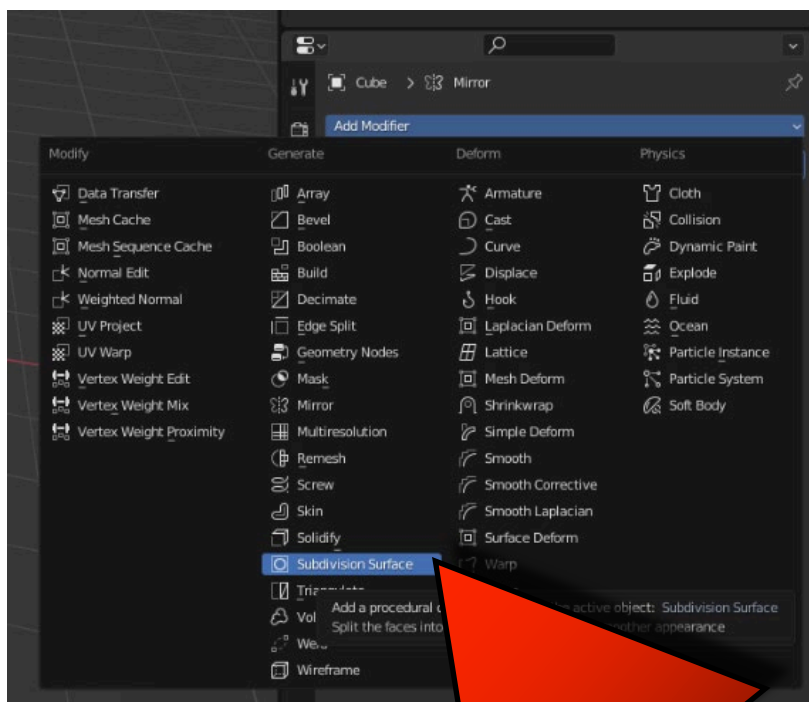 Cube > Mirror
Add Modifier
Modify
Generate
Deform
Physics
Data Transfer
Mesh Cache
Mesh Sequence Cache
Normal Edit
Weighted Normal
UV Project
UV Warp
Vertex Weight Edit
Vertex Weight Mix
Vertex Weight Proximity
Array
Bevel
Boolean
Build
Decimate
Edge Split
Geometry Nodes
Mask
Mirror
Multiresolution
Remesh
Screw
Skin
Solidify
Subdivision Surface
Wireframe
Armature
Cast
Curve
Displace
Hook
Laplacian Deform
Lattice
Mesh Deform
Shrinkwrap
Simple Deform
Smooth
Smooth Corrective
Smooth Laplacian
Surface Deform
Warp
Cloth
Collision
Dynamic Paint
Explode
Fluid
Ocean
Particle Instance
Particle System
Soft Body
Add a procedural active object: Subdivision Surface
Split the faces into another appearance